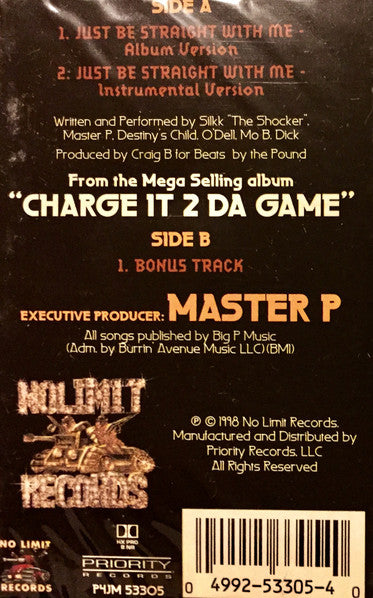 SIDE A
1. JUST BE STRAIGHT WITH ME -
Album Version
2: JUST BE STRAIGHT WITH ME -
Instrumental Version
Written and Performed by Silkk "The Shocker",
Master P, Destiny's Child, O'Dell, Mo B. Dick
Produced by Craig B for Beats by the Pound
From the Mega Selling album
"CHARGE IT 2 DA GAME"
SIDE B
1. BONUS TRACK
EXECUTIVE PRODUCER: MASTER P
All songs published by Big P Music
(Adm. by Burrin' Avenue Music LLC)(BMI)
NO LIMIT
RECORDS
℗ © 1998 No Limit Records.
Manufactured and Distributed by
Priority Records, LLC
All Rights Reserved
NO LIMIT
RECORDS
HX PRO
B NR
PRIORITY
RECORDS
P4JM 53305
0 4992-53305-4 0